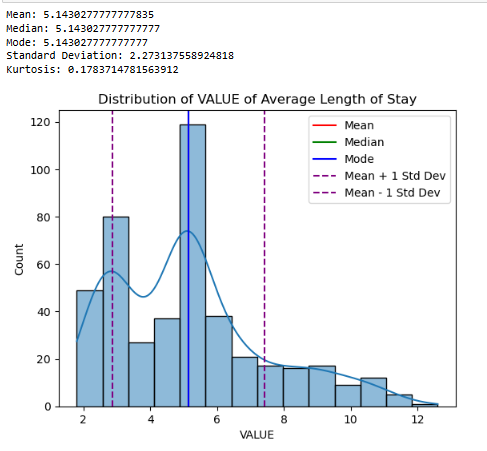 Mean: 5.1430277777777835
Median: 5.14302777777777
Mode: 5.14302777777777
Standard Deviation: 2.273137558924818
Kurtosis: 0.1783714781563912
Distribution of VALUE of Average Length of Stay
Mean
Median
Mode
Mean + 1 Std Dev
Mean - 1 Std Dev
120
100
80
60
40
20
0
Count
2 4 6 8 10 12
VALUE